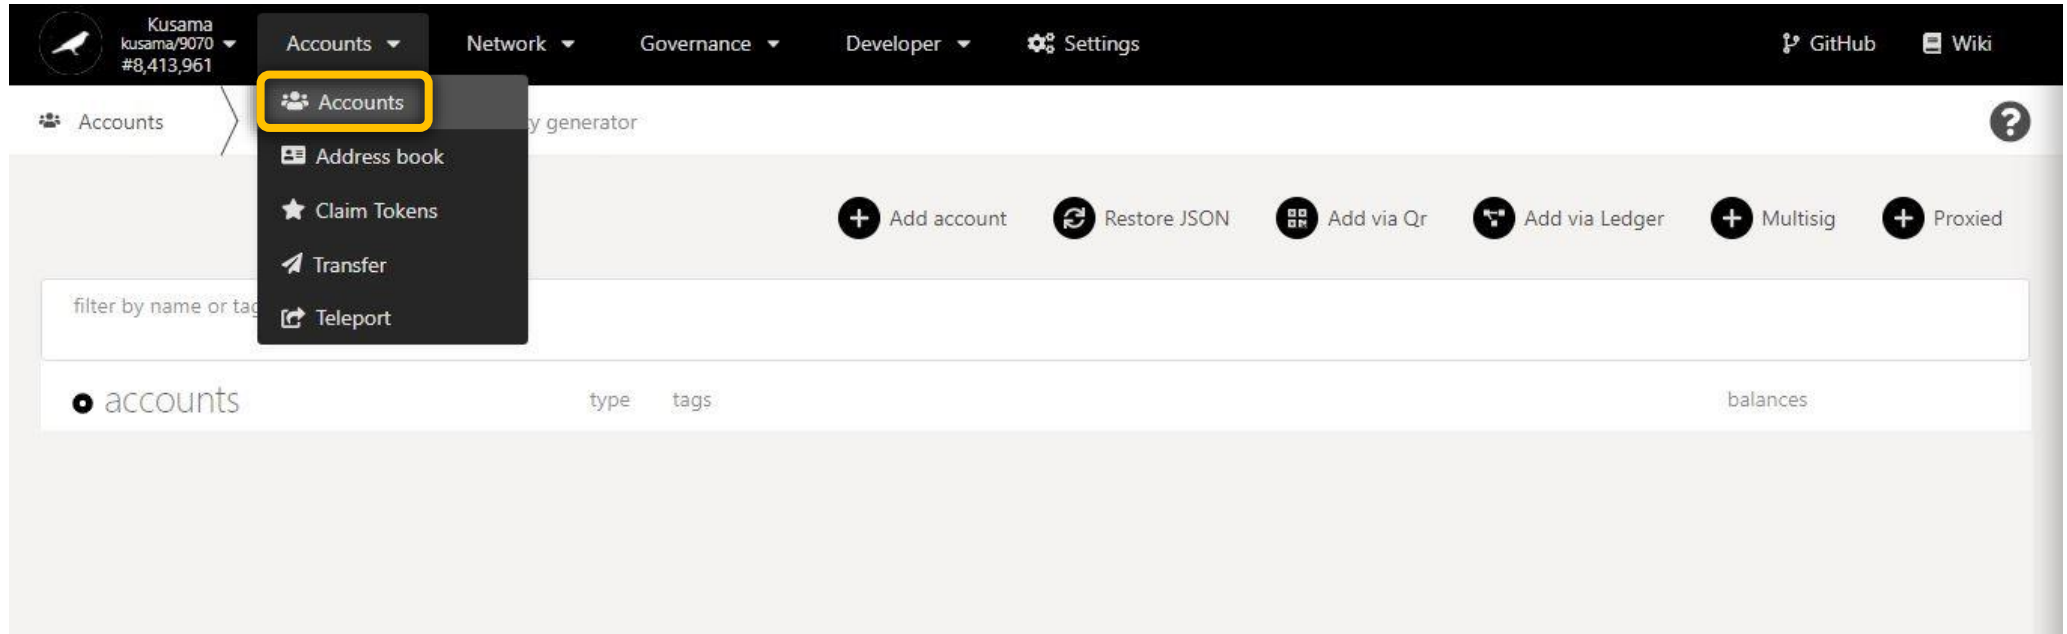 Kusama
kusama/9070
#8,413,961
Accounts
Network
Governance
Developer
Settings
GitHub
Wiki
Accounts
generator
Accounts
Address book
Claim Tokens
Transfer
Teleport
Add account
Restore JSON
Add via Qr
Add via Ledger
Multisig
Proxied
filter by name or
accounts
type
tags
balances